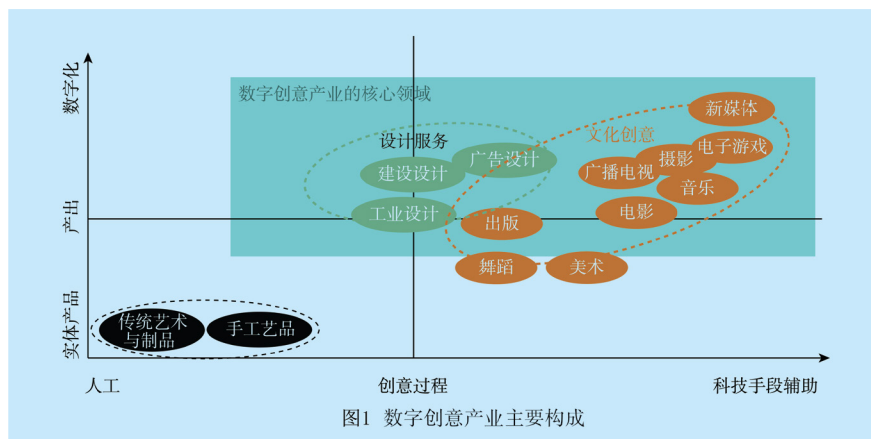 数字化
数字创意产业的核心领域
新媒体
文化创意
设计服务
广告设计
电子游戏
摄影
建设设计
广播电视
音乐
工业设计
电影
产出
出版
舞蹈
美术
实体产品
传统艺术
与制品
手工艺品
人工
创意过程
科技手段辅助
图1 数字创意产业主要构成